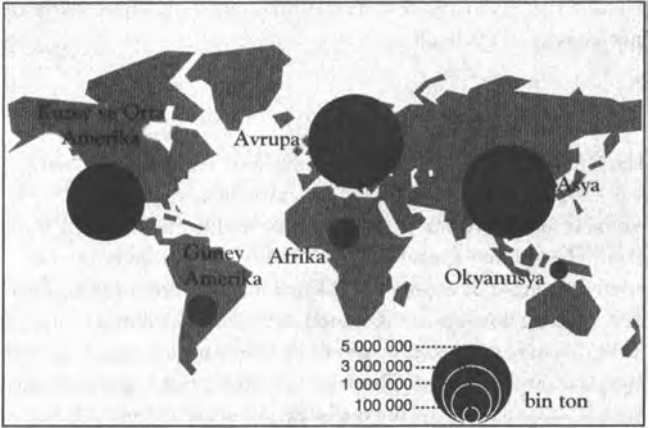 Kuzey ve Orta
Amerika
Avrupa
Asya
Güney
Amerika
Afrika
Okyanusya
5 000 000
3 000 000
1 000 000
100 000
bin ton